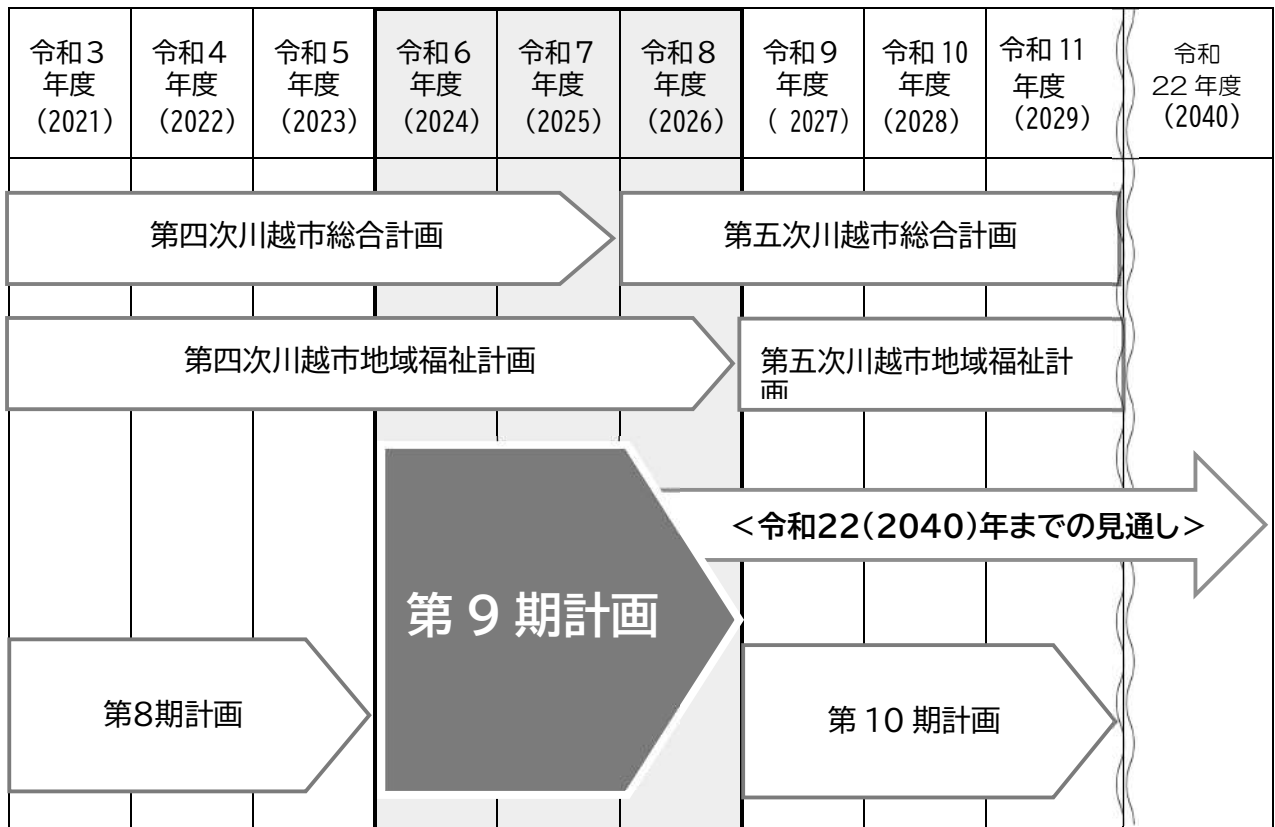 令和3
年度
(2021)
令和4
年度
(2022)
令和5
年度
(2023)
令和6
年度
(2024)
令和7
年度
(2025)
令和8
年度
(2026)
令和9
年度
( 2027)
令和 10
年度
(2028)
令和 11
年度
(2029)
令和
22 年度
(2040)
第四次川越市総合計画
第五次川越市総合計画
第四次川越市地域福祉計画
第五次川越市地域福祉計
画
<令和22(2040)年までの見通し>
第 9 期計画
第8期計画
第 10 期計画